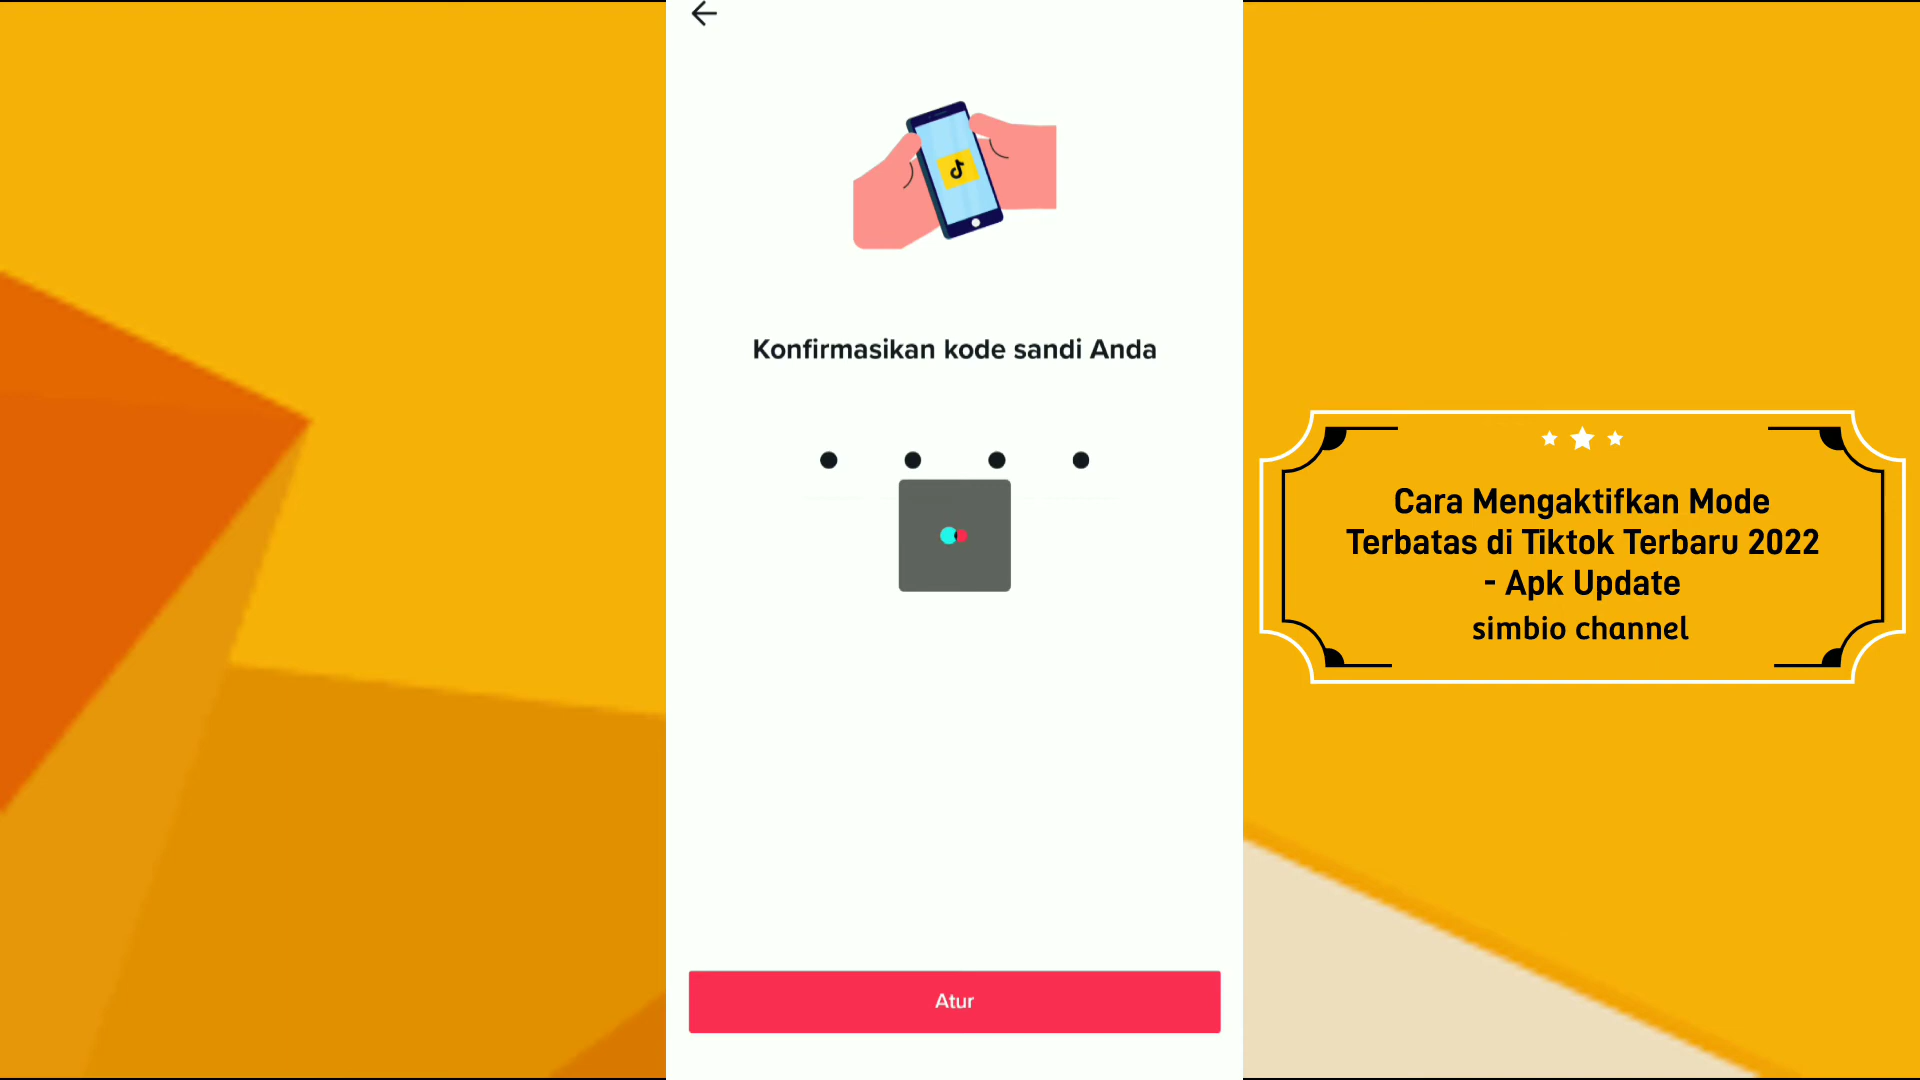 Konfirmasikan kode sandi Anda
Atur
Cara Mengaktifkan Mode
Terbatas di Tiktok Terbaru 2022
- Apk Update
simbio channel